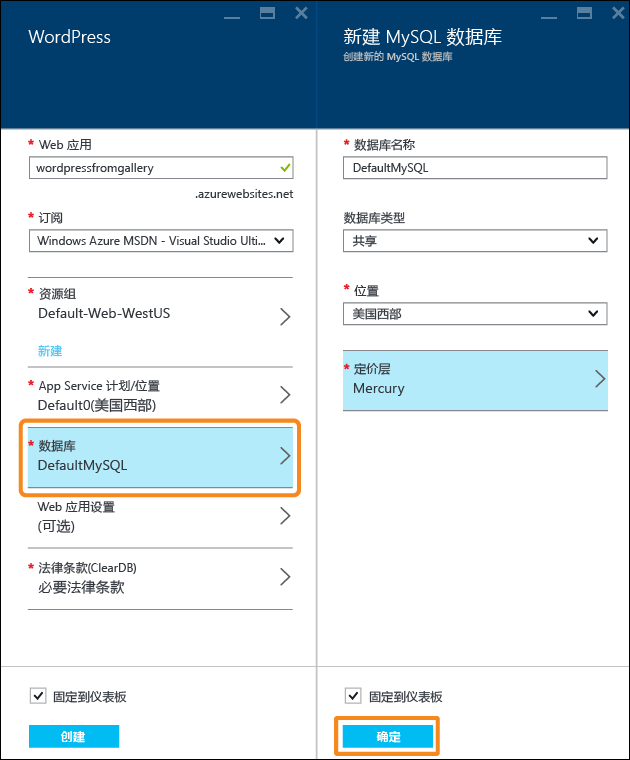 WordPress
* Web 应用
wordpressfromgallery
.azurewebsites.net
* 订阅
Windows Azure MSDN - Visual Studio Ulti...
* 资源组
Default-Web-WestUS
新建
* App Service 计划/位置
Default0(美国西部)
* 数据库
DefaultMySQL
Web 应用设置
(可选)
* 法律条款(ClearDB)
必要法律条款
固定到仪表板
创建
新建 MySQL 数据库
创建新的 MySQL 数据库
* 数据库名称
DefaultMySQL
数据库类型
共享
* 位置
美国西部
* 定价层
Mercury
固定到仪表板
确定